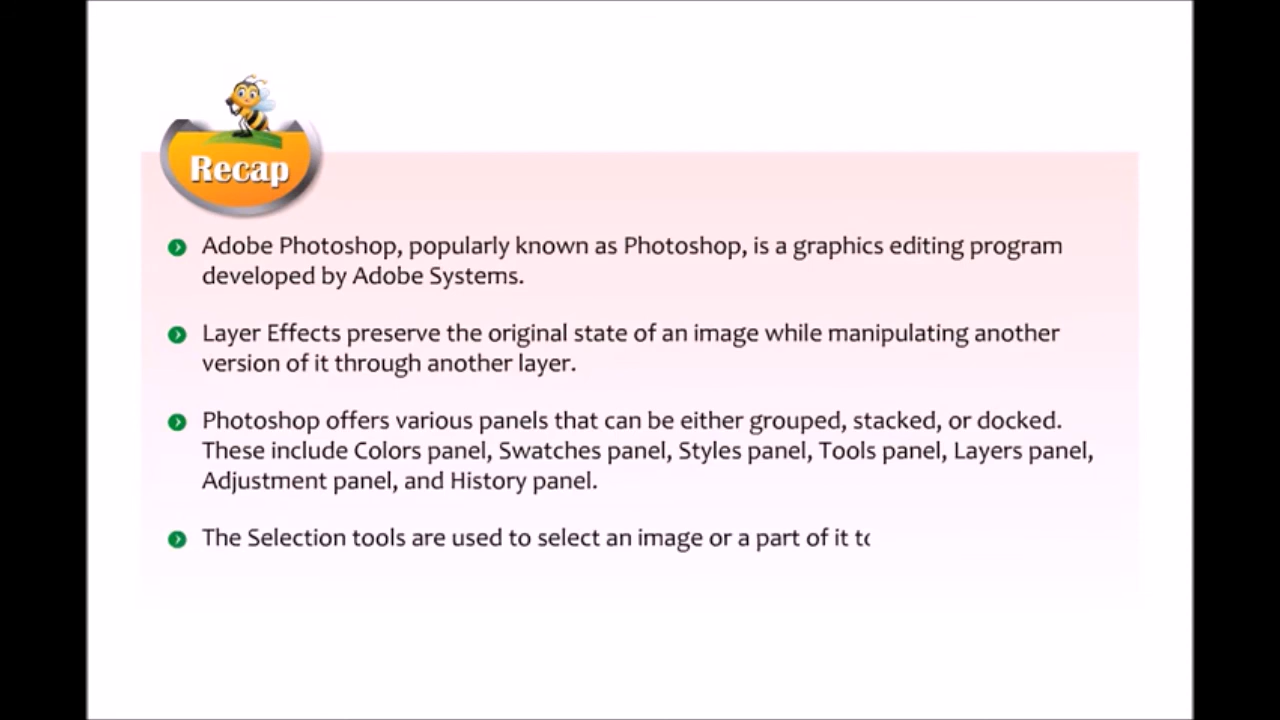 Recap
Adobe Photoshop, popularly known as Photoshop, is a graphics editing program
developed by Adobe Systems.
Layer Effects preserve the original state of an image while manipulating another
version of it through another layer.
Photoshop offers various panels that can be either grouped, stacked, or docked.
These include Colors panel, Swatches panel, Styles panel, Tools panel, Layers panel,
Adjustment panel, and History panel.
The Selection tools are used to select an image or a part of it